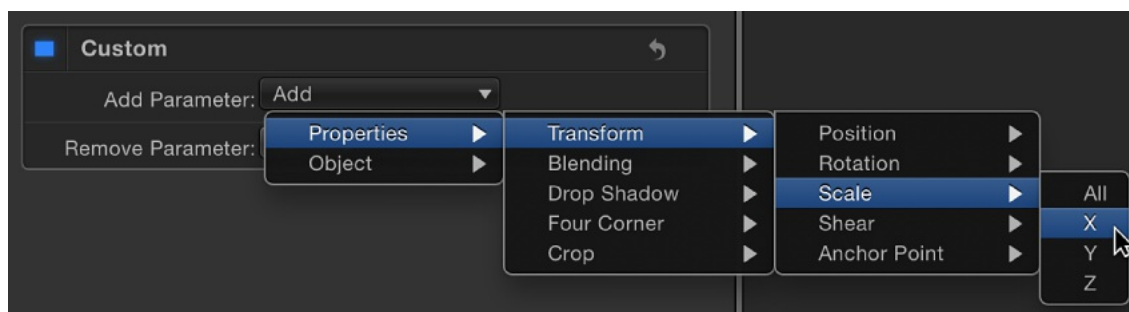 Custom
Add Parameter: Add
Remove Parameter:
Properties
Object
Transform
Blending
Drop Shadow
Four Corner
Crop
Position
Rotation
Scale
Shear
Anchor Point
All
X
Y
Z